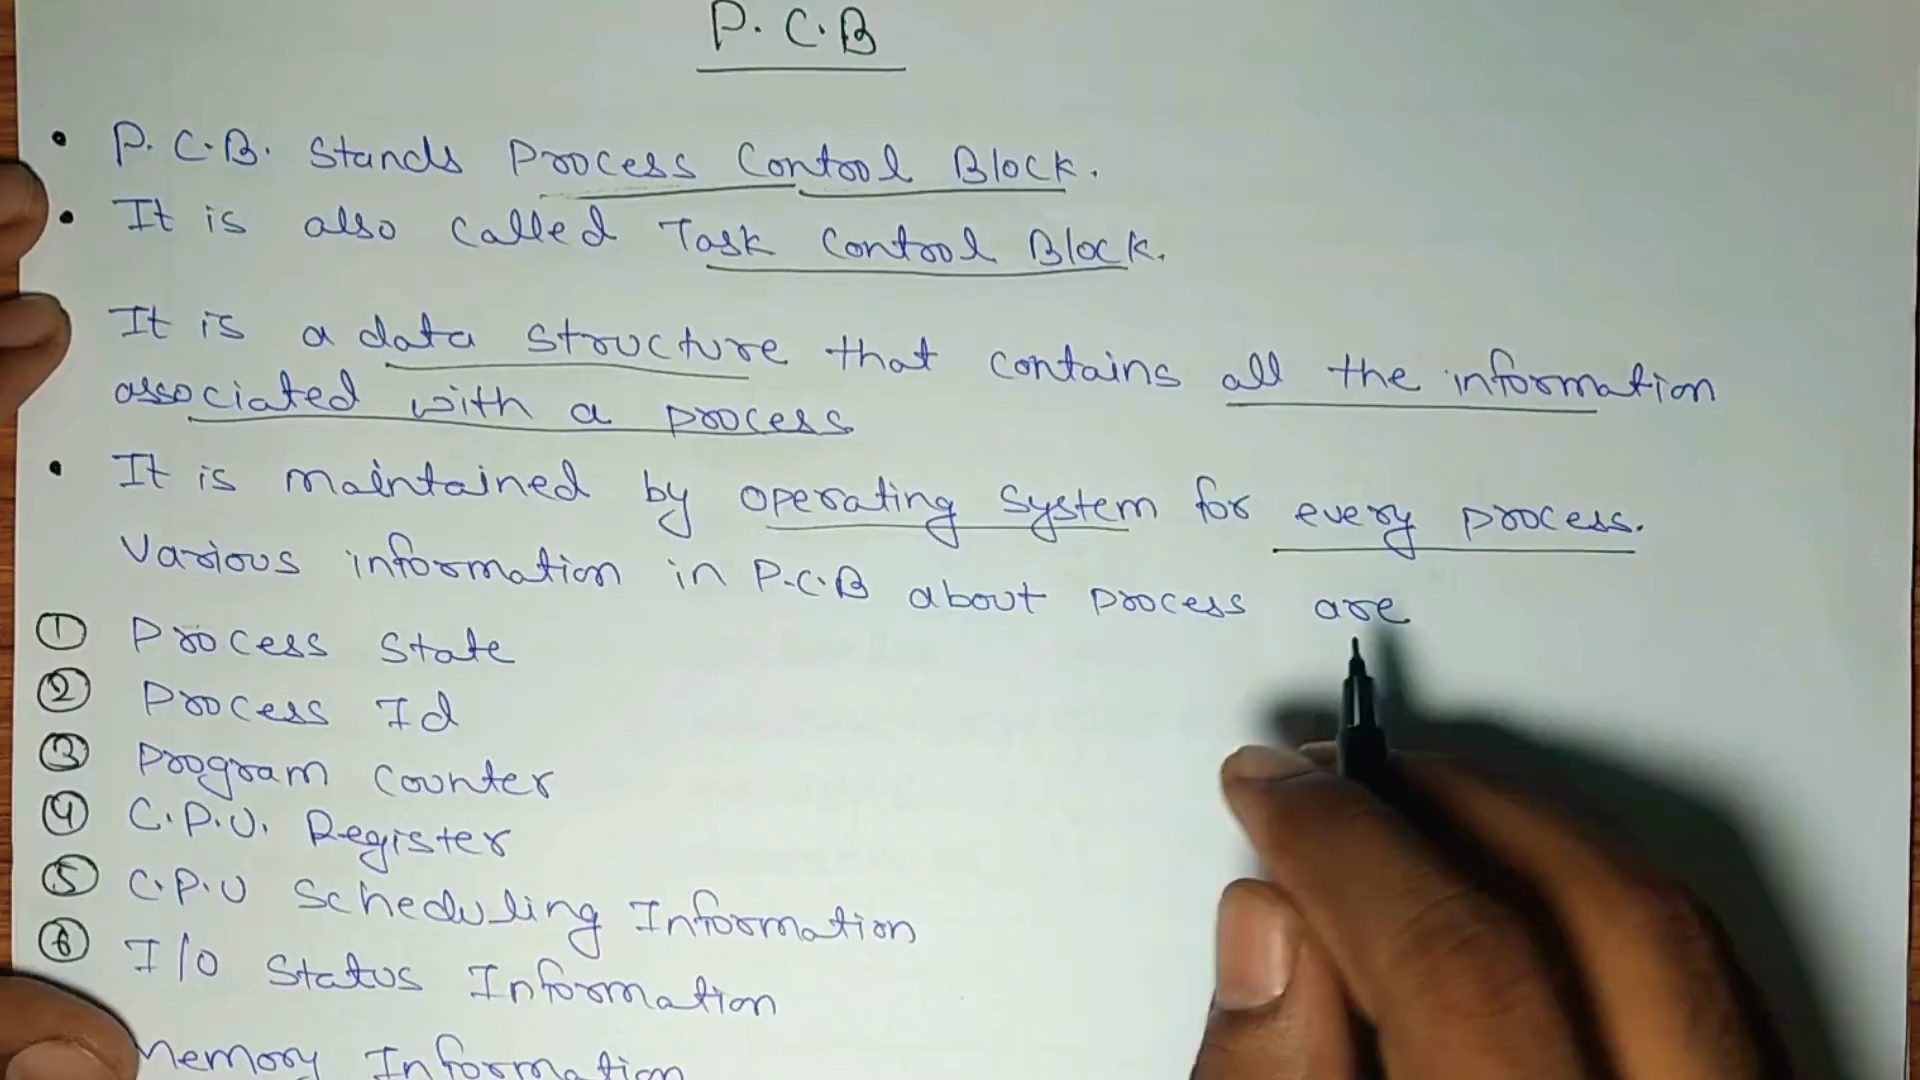 P. C. B
• P. C. B. Stands Process Control Block.
• It is also called Task Control Block.
It is a data structure that contains all the information
associated with a process
• It is maintained by operating system for every process.
Various information in P.C.B about process are
① Process State
② Process Id
③ Program Counter
④ C.P.U. Register
⑤ C.P.U Scheduling Information
⑥ I/O Status Information
Memory Information